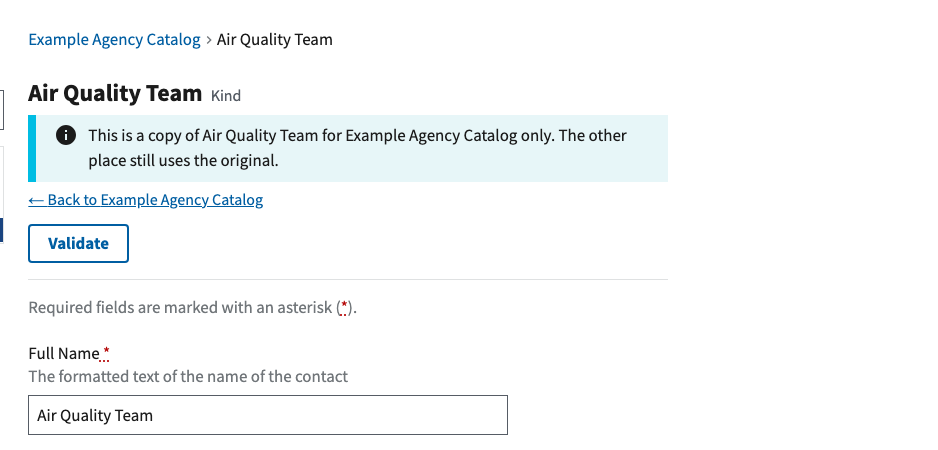 Example Agency Catalog > Air Quality Team
Air Quality Team Kind
This is a copy of Air Quality Team for Example Agency Catalog only. The other
place still uses the original.
← Back to Example Agency Catalog
Validate
Required fields are marked with an asterisk (*).
Full Name *
The formatted text of the name of the contact
Air Quality Team